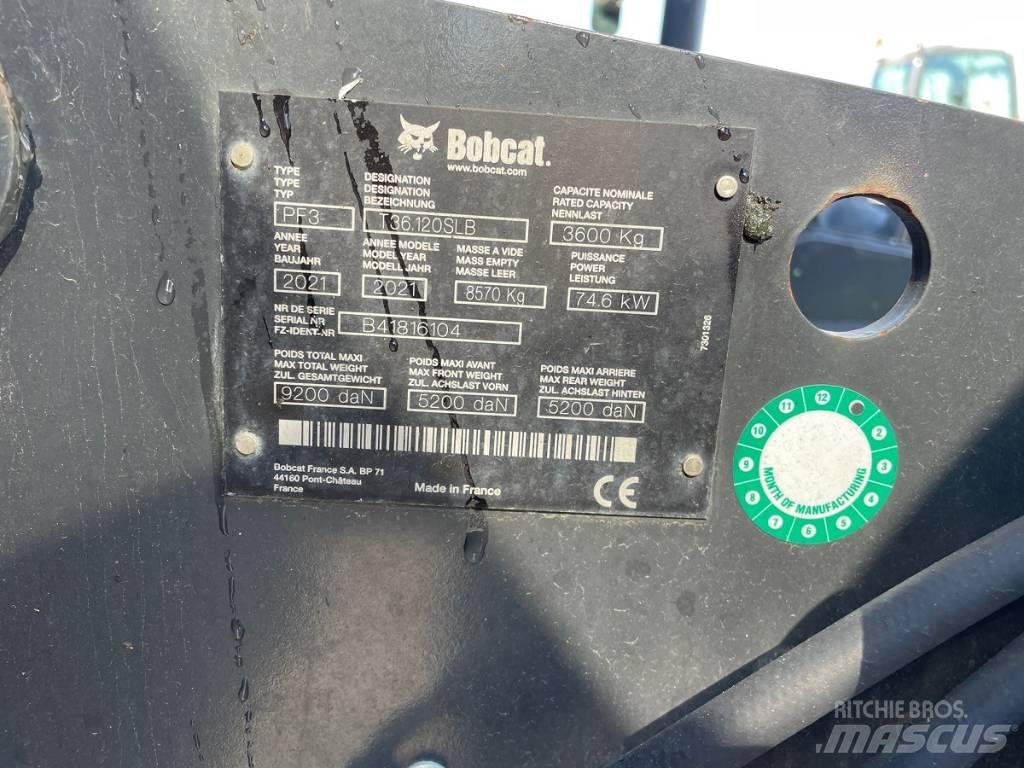 Bobcat.
www.bobcat.com
TYPE
TYPE
TYP
PF3
DESIGNATION
DESIGNATION
BEZEICHNUNG
T36.120SLB
CAPACITE NOMINALE
RATED CAPACITY
NENNLAST
3600 Kg
ANNEE
YEAR
BAUJAHR
2021
ANNEE MODELE
MODEL YEAR
MODELLJAHR
2021
MASSE A VIDE
MASS EMPTY
MASSE LEER
8570 Kg
PUISSANCE
POWER
LEISTUNG
74.6 kW
NR DE SERIE
SERIAL NR
FZ-IDENT-NR
B41816104
7301326
POIDS TOTAL MAXI
MAX TOTAL WEIGHT
ZUL. GESAMTGEWICHT
9200 daN
POIDS MAXI AVANT
MAX FRONT WEIGHT
ZUL. ACHSLAST VORN
5200 daN
POIDS MAXI ARRIERE
MAX REAR WEIGHT
ZUL. ACHSLAST HINTEN
5200 daN
Bobcat France S.A. BP 71
44160 Pont-Château
France
Made in France
CE
12
2
3
4
5
6
7
8
9
10
11
MONTH OF MANUFACTURING
RITCHIE BROS.
MASCUS